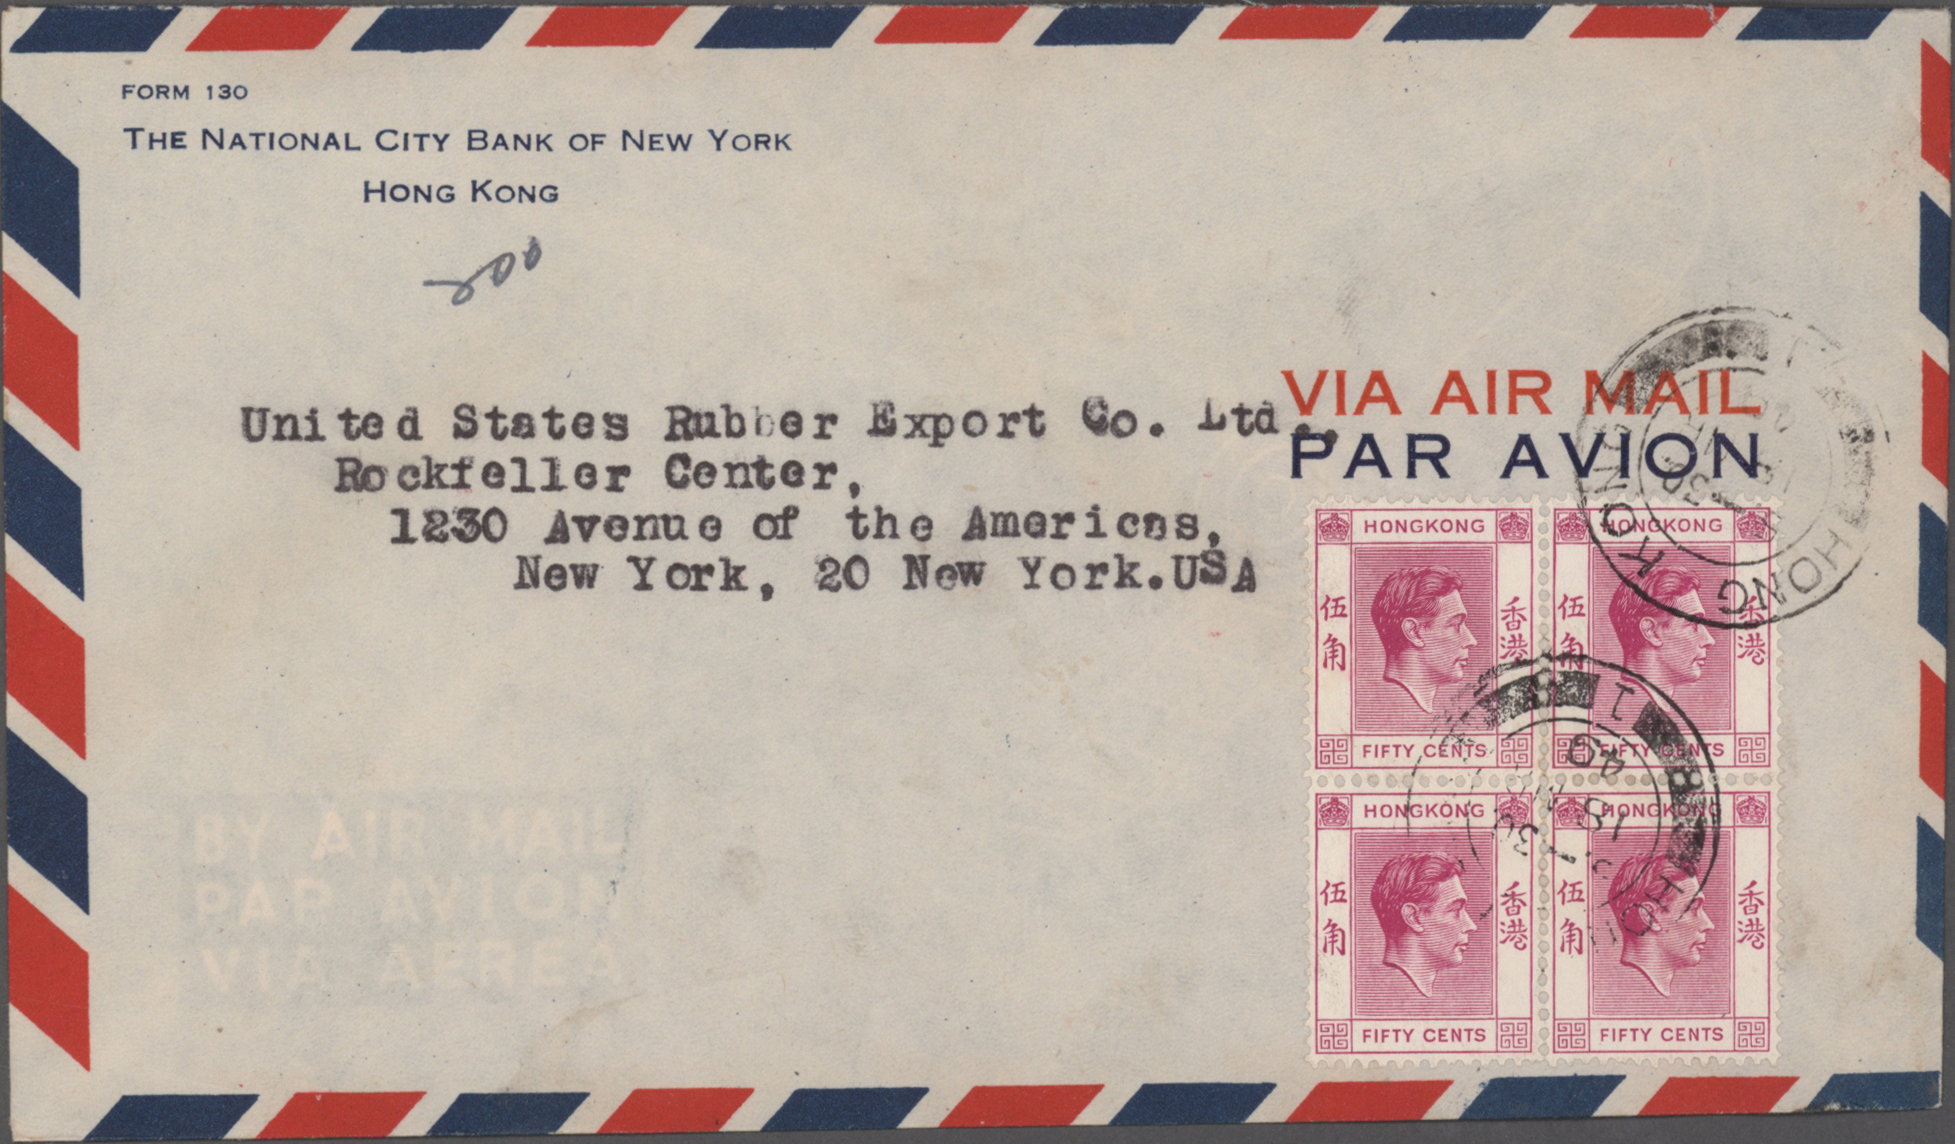 FORM 130
THE NATIONAL CITY BANK OF NEW YORK
HONG KONG
200
United States Rubber Export Co. Ltd.,
Rockfeller Center,
1230 Avenue of the Americas,
New York, 20 New York.USA
VIA AIR MAIL
PAR AVION
HONG KONG
HONGKONG
伍角
香港
FIFTY CENTS
HONGKONG
伍角
香港
FIFTY CENTS
HONGKONG
伍角
香港
FIFTY CENTS
HONGKONG
伍角
香港
FIFTY CENTS
BY AIR MAIL
PAR AVION
VIA AEREA